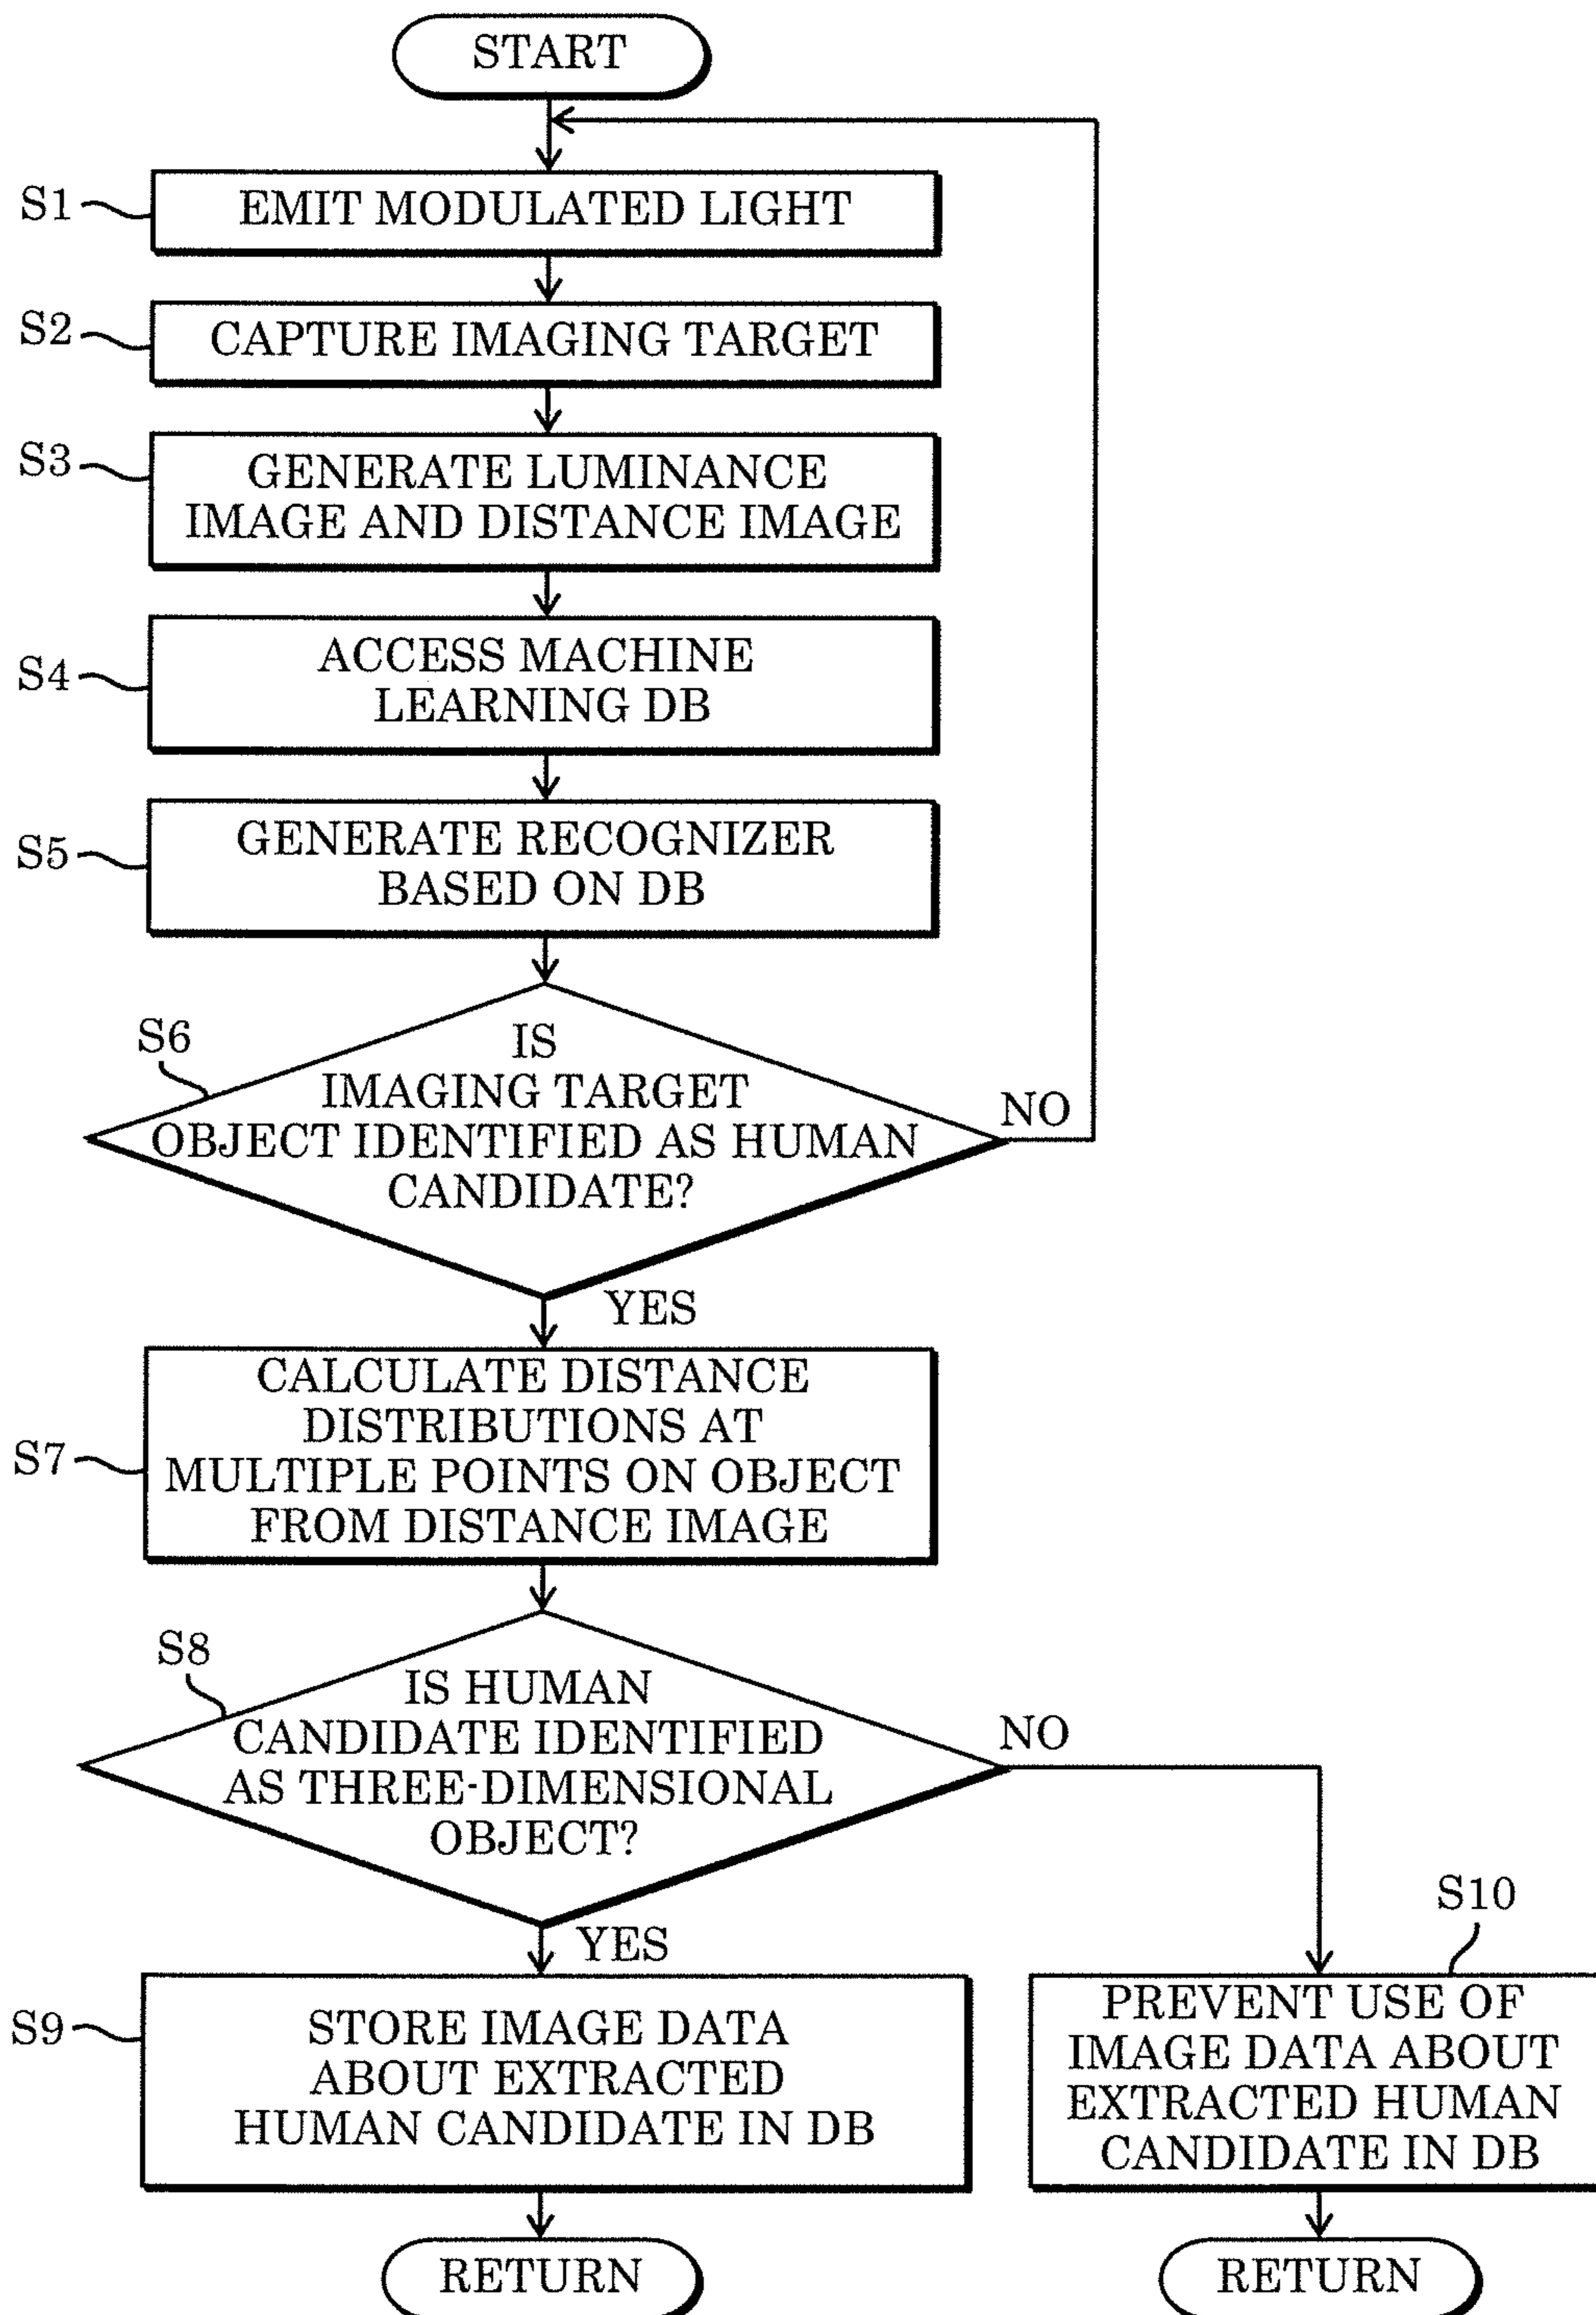 START
S1
EMIT MODULATED LIGHT
S2
CAPTURE IMAGING TARGET
S3
GENERATE LUMINANCE
IMAGE AND DISTANCE IMAGE
S4
ACCESS MACHINE
LEARNING DB
S5
GENERATE RECOGNIZER
BASED ON DB
S6
IS
IMAGING TARGET
OBJECT IDENTIFIED AS HUMAN
CANDIDATE?
NO
YES
S7
CALCULATE DISTANCE
DISTRIBUTIONS AT
MULTIPLE POINTS ON OBJECT
FROM DISTANCE IMAGE
S8
IS HUMAN
CANDIDATE IDENTIFIED
AS THREE-DIMENSIONAL
OBJECT?
NO
YES
S9
STORE IMAGE DATA
ABOUT EXTRACTED
HUMAN CANDIDATE IN DB
RETURN
S10
PREVENT USE OF
IMAGE DATA ABOUT
EXTRACTED HUMAN
CANDIDATE IN DB
RETURN